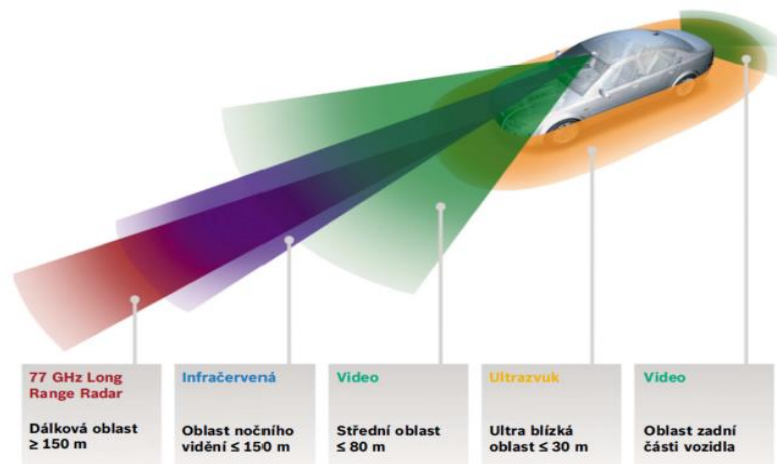 77 GHz Long
Range Radar
Dálková oblast
≥ 150 m
Infračervená
Oblast nočního
vidění ≤ 150 m
Video
Střední oblast
≤ 80 m
Ultrazvuk
Ultra blízká
oblast ≤ 30 m
Video
Oblast zadní
části vozidla